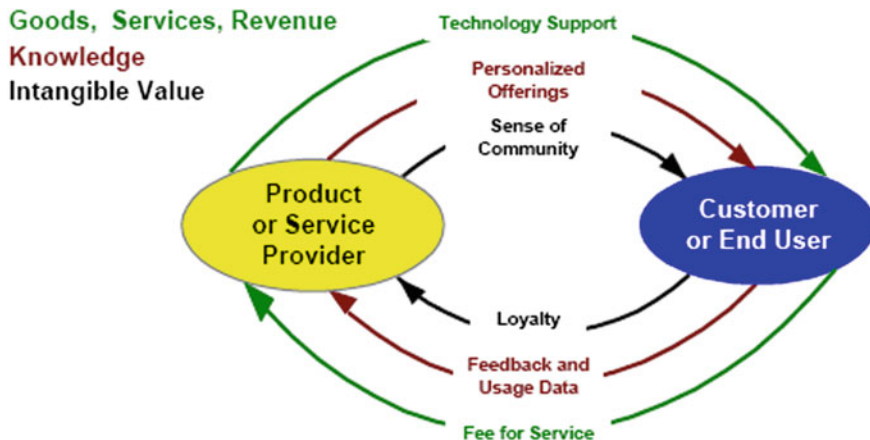 Goods, Services, Revenue
Knowledge
Intangible Value
Technology Support
Personalized
Offerings
Sense of
Community
Product
or Service
Provider
Customer
or End User
Loyalty
Feedback and
Usage Data
Fee for Service